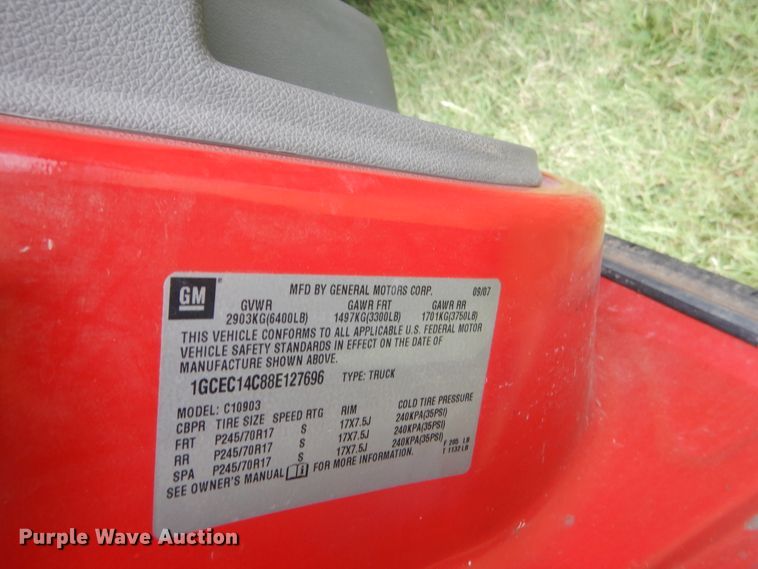 GM
MFD BY GENERAL MOTORS CORP. 09/07
GVWR GAWR FRT GAWR RR
2903KG(6400LB) 1497KG(3300LB) 1701KG(3750LB)
THIS VEHICLE CONFORMS TO ALL APPLICABLE U.S. FEDERAL MOTOR
VEHICLE SAFETY STANDARDS IN EFFECT ON THE DATE OF
MANUFACTURE SHOWN ABOVE.
1GCEC14C88E127696 TYPE: TRUCK
MODEL: C10903
CBPR TIRE SIZE SPEED RTG RIM COLD TIRE PRESSURE
FRT P245/70R17 S 17X7.5J 240KPA(35PSI)
RR P245/70R17 S 17X7.5J 240KPA(35PSI)
SPA P245/70R17 S 17X7.5J 240KPA(35PSI)
SEE OWNER'S MANUAL FOR MORE INFORMATION.
F 205 LB
T 1132 LB
Purple Wave Auction